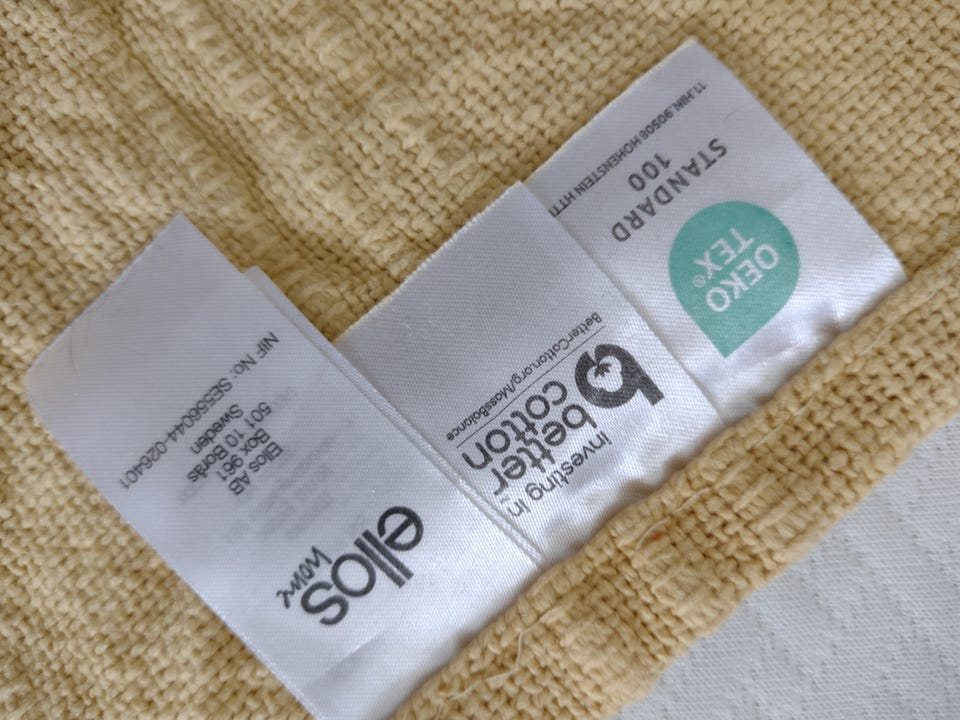 ellos
home
Ellos AB
Box 961
501 10 Borås
Sweden
NIF No: SE556044-026401
investing in
better
cotton
BetterCotton.org/MassBalance
OEKO
TEX®
STANDARD
100
11.HIN.90508 HOHENSTEIN HTTI